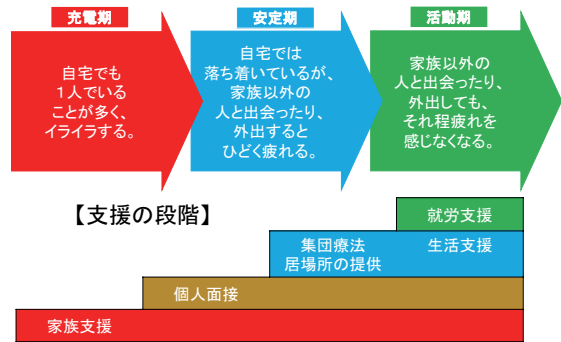 充電期
自宅でも
1人でいる
ことが多く、
イライラする。
安定期
自宅では
落ち着いているが、
家族以外の
人と出会ったり、
外出すると
ひどく疲れる。
活動期
家族以外の
人と出会ったり、
外出しても、
それ程疲れを
感じなくなる。
【支援の段階】
就労支援
集団療法
居場所の提供
生活支援
個人面接
家族支援